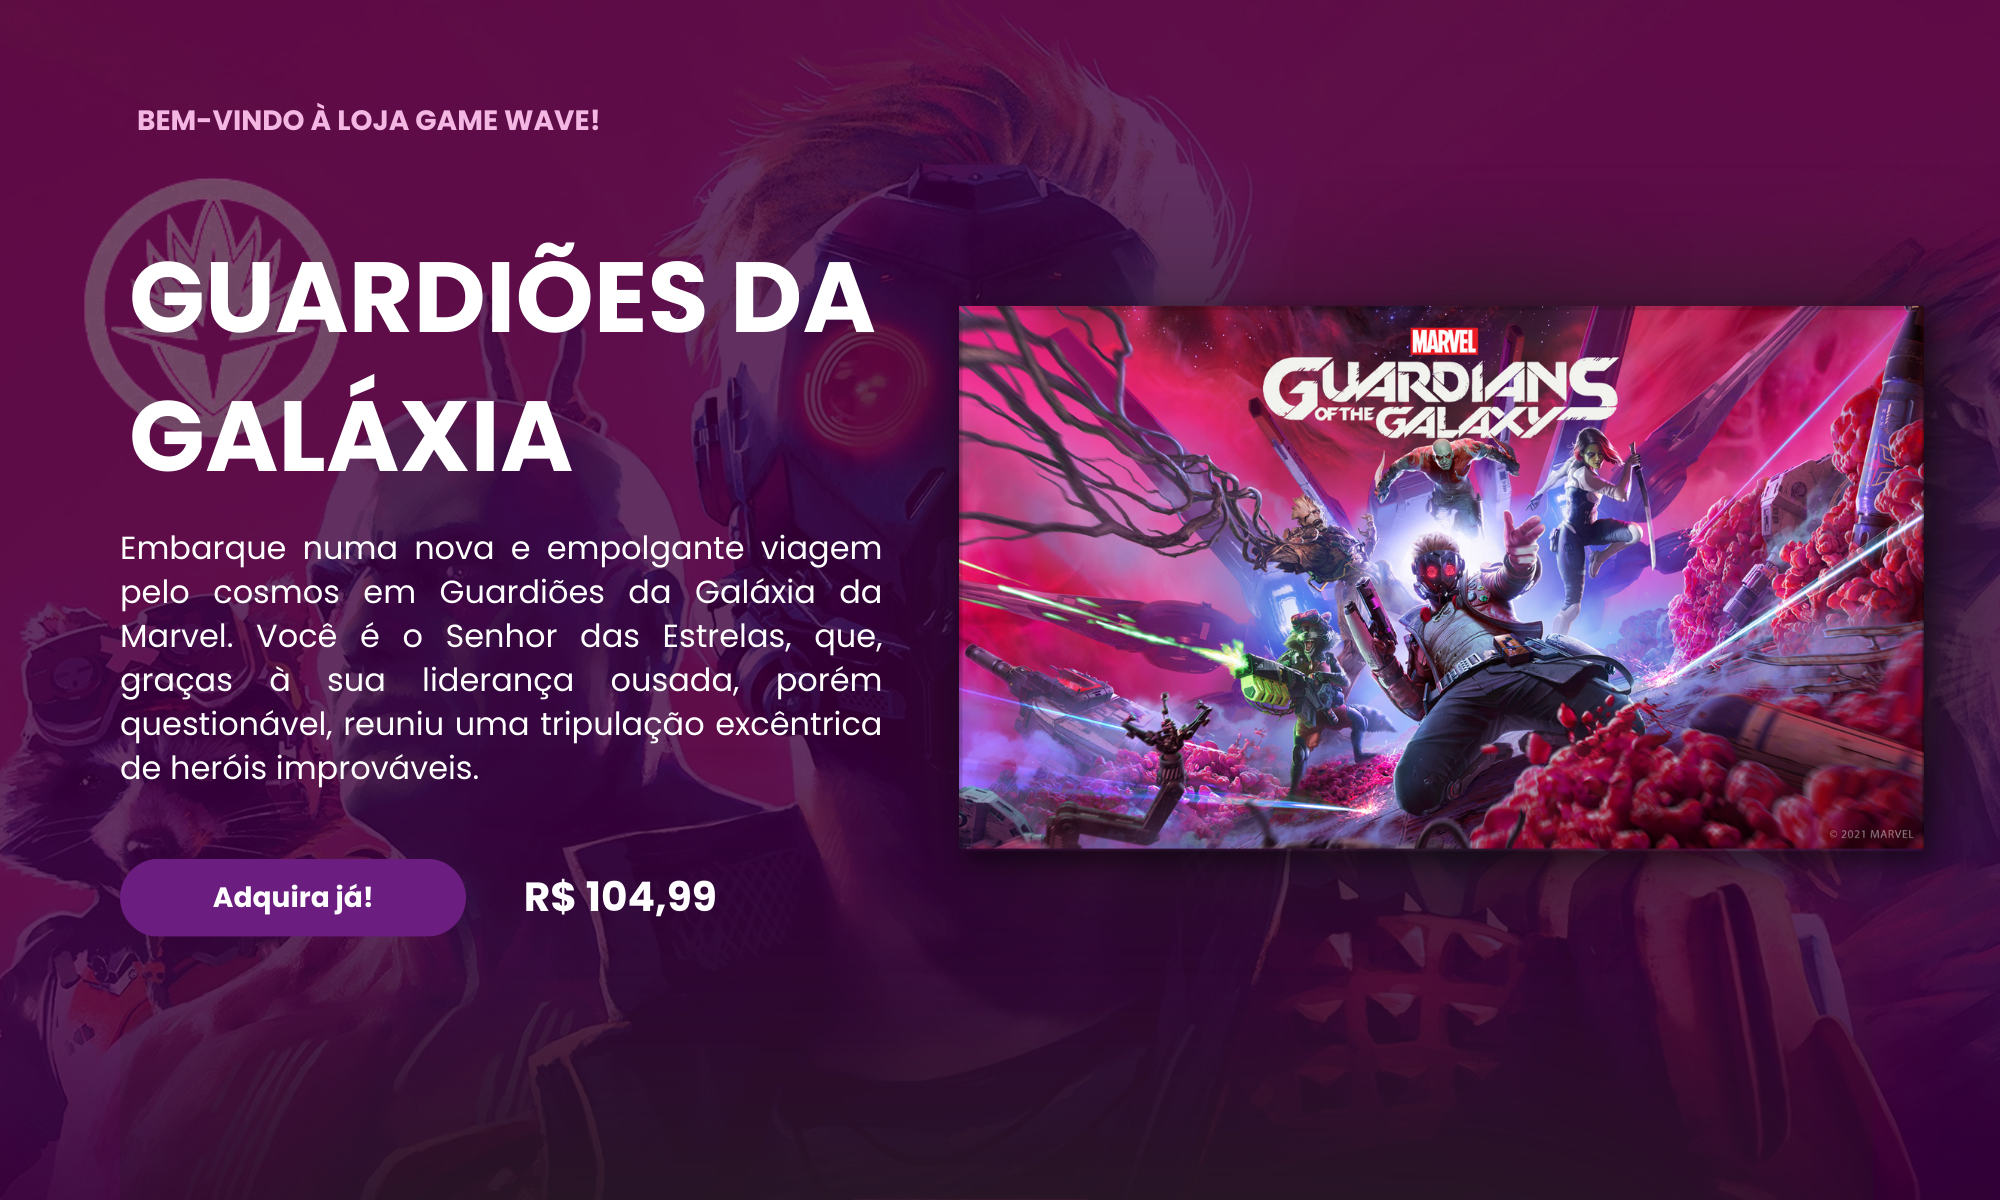 BEM-VINDO À LOJA GAME WAVE!
GUARDIÕES DA
GALÁXIA
Embarque numa nova e empolgante viagem
pelo cosmos em Guardiões da Galáxia da
Marvel. Você é o Senhor das Estrelas, que,
graças à sua liderança ousada, porém
questionável, reuniu uma tripulação excêntrica
de heróis improváveis.
Adquira já!
R$ 104,99
MARVEL
GUARDIANS
OF THE GALAXY
© 2021 MARVEL